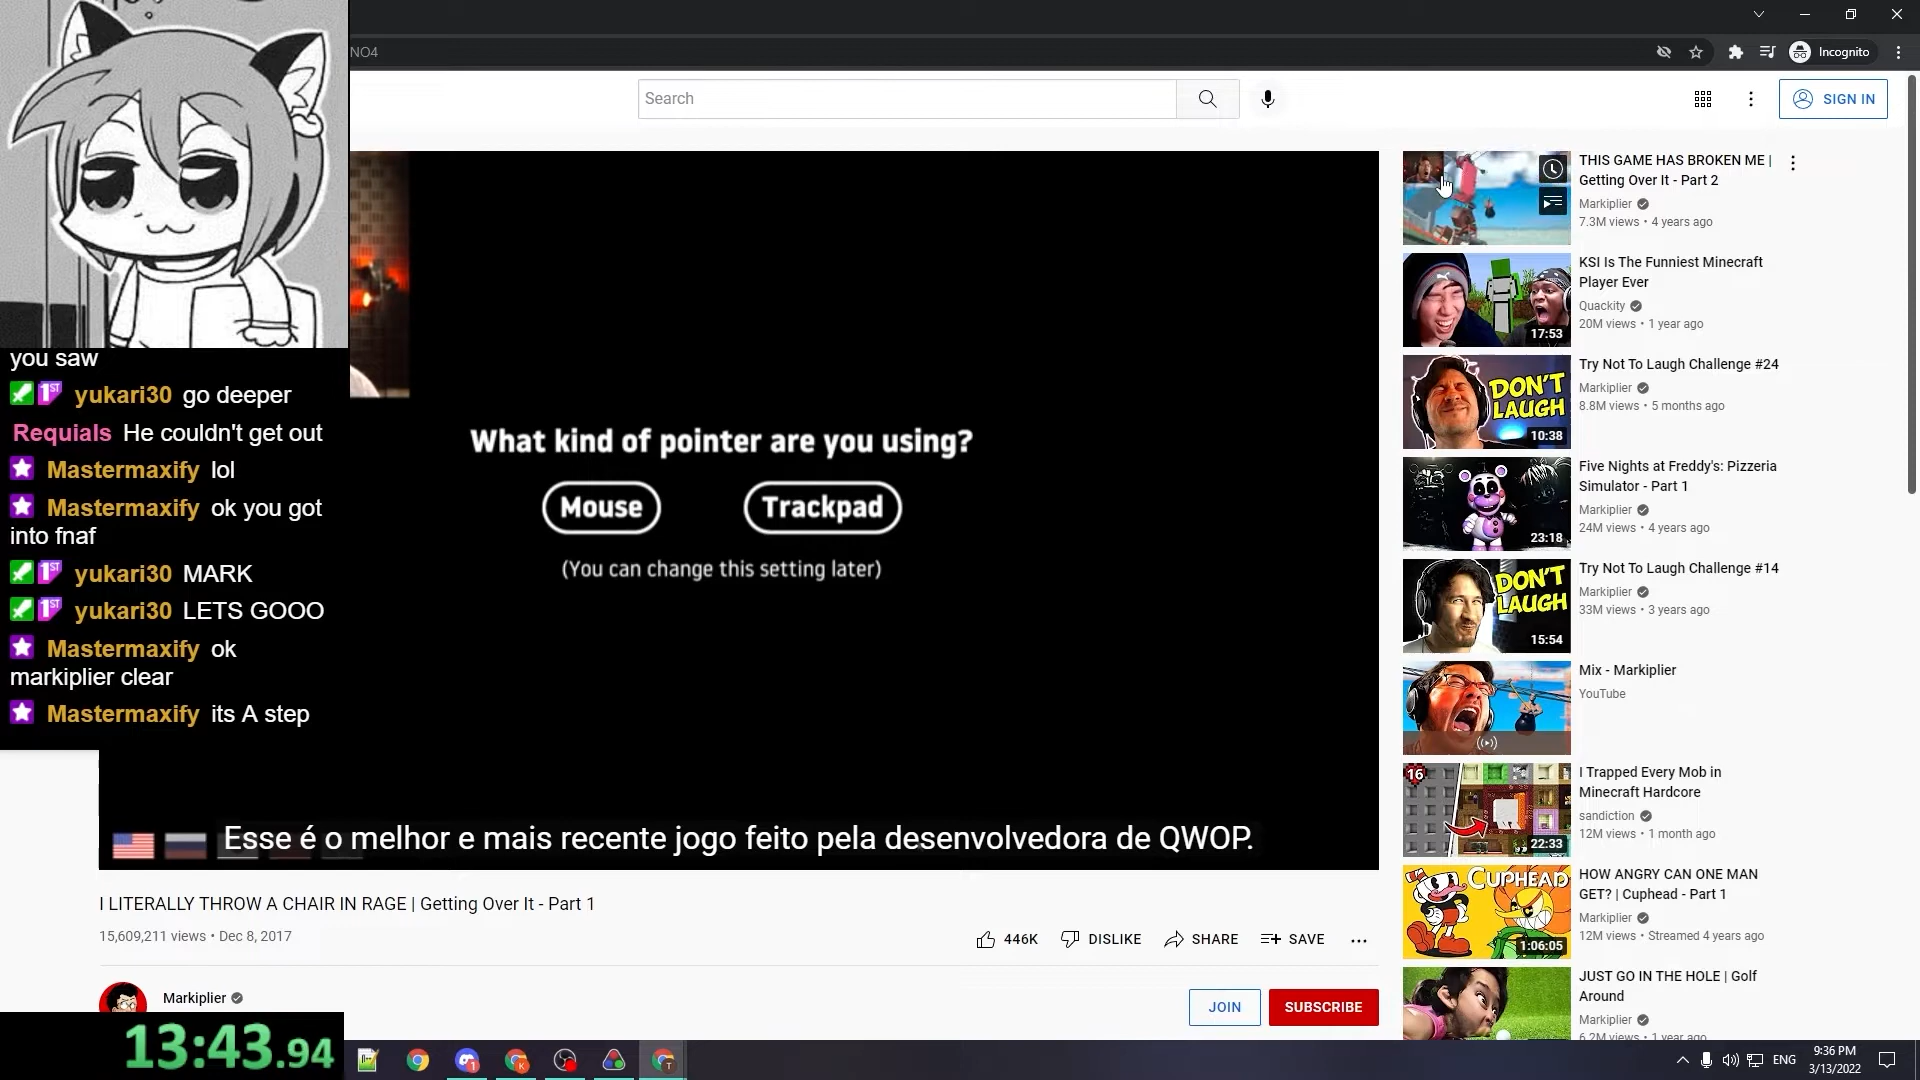 NO4
Incognito
Search
SIGN IN
you saw
yukari30 go deeper
Requials He couldn't get out
Mastermaxify lol
Mastermaxify ok you got
into fnaf
yukari30 MARK
yukari30 LETS GOOO
Mastermaxify ok
markiplier clear
Mastermaxify its A step
What kind of pointer are you using?
Mouse
Trackpad
(You can change this setting later)
Esse é o melhor e mais recente jogo feito pela desenvolvedora de QWOP.
I LITERALLY THROW A CHAIR IN RAGE | Getting Over It - Part 1
15,609,211 views • Dec 8, 2017
446K
DISLIKE
SHARE
SAVE
Markiplier
JOIN
SUBSCRIBE
THIS GAME HAS BROKEN ME |
Getting Over It - Part 2
Markiplier
7.3M views • 4 years ago
17:53
KSI Is The Funniest Minecraft
Player Ever
Quackity
20M views • 1 year ago
DON'T
LAUGH
10:38
Try Not To Laugh Challenge #24
Markiplier
8.8M views • 5 months ago
23:18
Five Nights at Freddy's: Pizzeria
Simulator - Part 1
Markiplier
24M views • 4 years ago
DON'T
LAUGH
15:54
Try Not To Laugh Challenge #14
Markiplier
33M views • 3 years ago
Mix - Markiplier
YouTube
16
22:33
I Trapped Every Mob in
Minecraft Hardcore
sandiction
12M views • 1 month ago
CUPHEAD
1:06:05
HOW ANGRY CAN ONE MAN
GET? | Cuphead - Part 1
Markiplier
12M views • Streamed 4 years ago
JUST GO IN THE HOLE | Golf
Around
Markiplier
6.2M views • 1 year ago
13:43.94
ENG
9:36 PM
3/13/2022